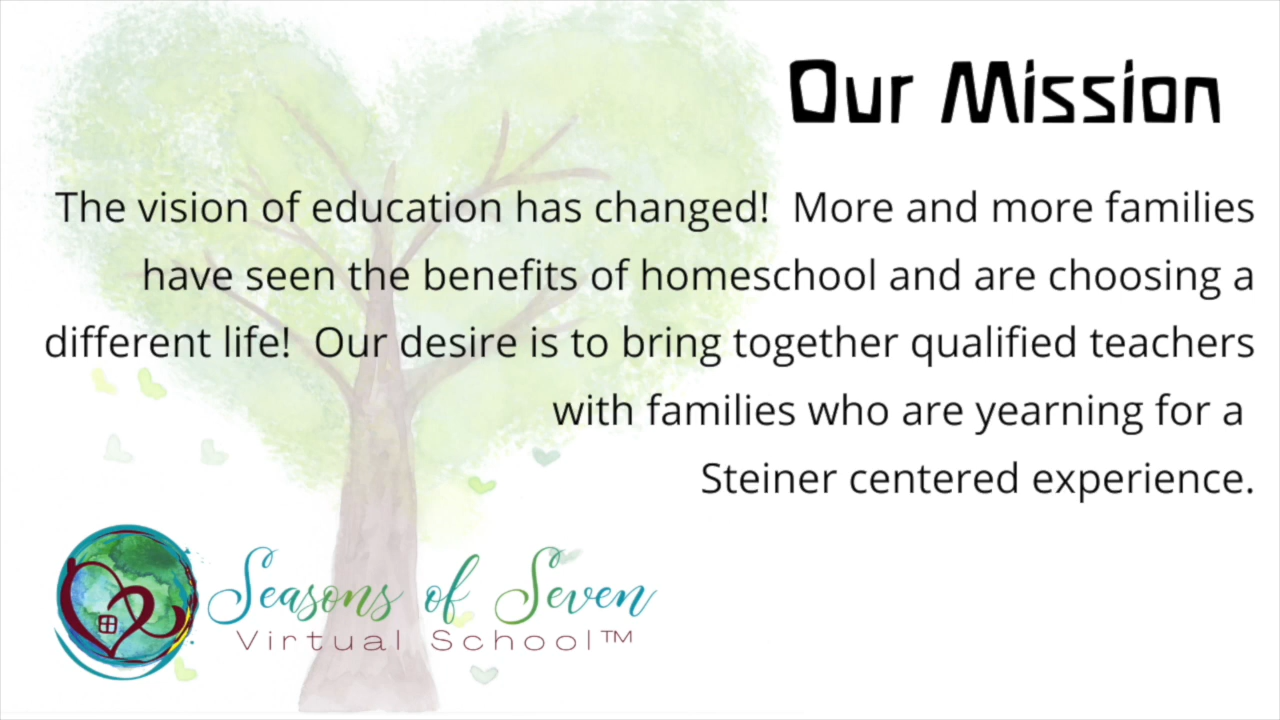 Our Mission
The vision of education has changed!  More and more families
have seen the benefits of homeschool and are choosing a
different life!  Our desire is to bring together qualified teachers
with families who are yearning for a
Steiner centered experience.
Seasons of Seven
Virtual School™